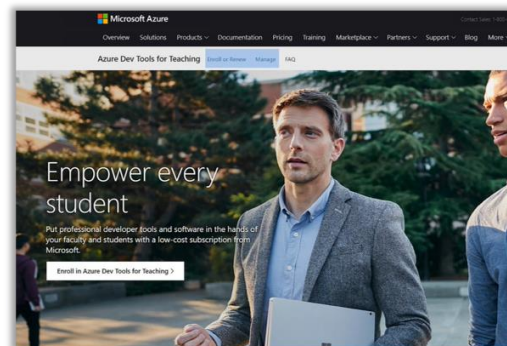 Microsoft Azure
Contact Sales
Overview Solutions Products Documentation Pricing Training Marketplace Partners Support Blog More
Azure Dev Tools for Teaching Enroll or Renew Manage FAQ
Empower every
student
Put professional developer tools and software in the hands of
your faculty and students with a low-cost subscription from
Microsoft.
Enroll in Azure Dev Tools for Teaching >